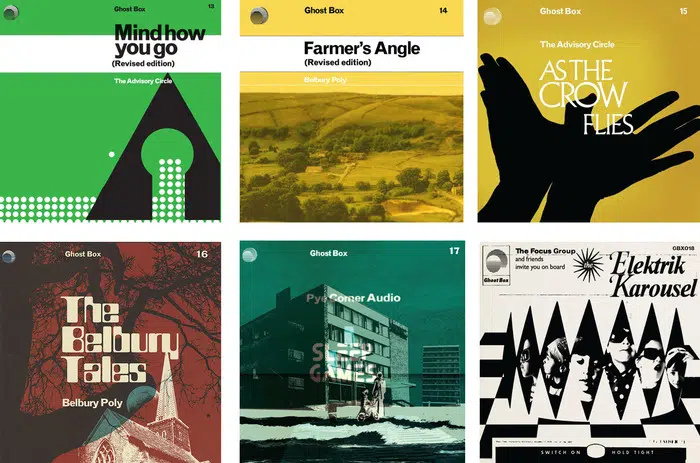 Ghost Box
13
Mind how
you go
(Revised edition)
The Advisory Circle
Ghost Box
14
Farmer's Angle
(Revised edition)
Belbury Poly
Ghost Box
15
The Advisory Circle
AS THE
CROW
FLIES
Ghost Box
16
The
Belbury
Tales
Belbury Poly
Ghost Box
17
Pye Corner Audio
SLEEP
GAMES
The Focus Group
and friends
invite you on board
GBX018
Ghost Box
Elektrik
Karousel
SWITCH ON
HOLD TIGHT